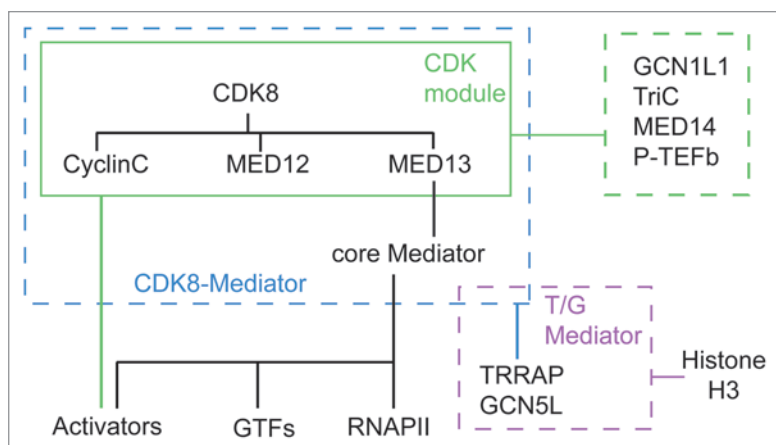 CDK
module
CDK8
CyclinC
MED12
MED13
GCN1L1
TriC
MED14
P-TEFb
core Mediator
CDK8-Mediator
T/G
Mediator
TRRAP
GCN5L
Histone
H3
Activators
GTFs
RNAPII